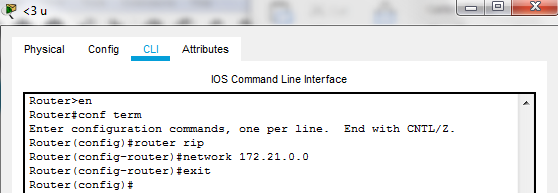 <3 u
Physical Config CLI Attributes
IOS Command Line Interface
Router>en
Router#conf term
Enter configuration commands, one per line.  End with CNTL/Z.
Router(config)#router rip
Router(config-router)#network 172.21.0.0
Router(config-router)#exit
Router(config)#